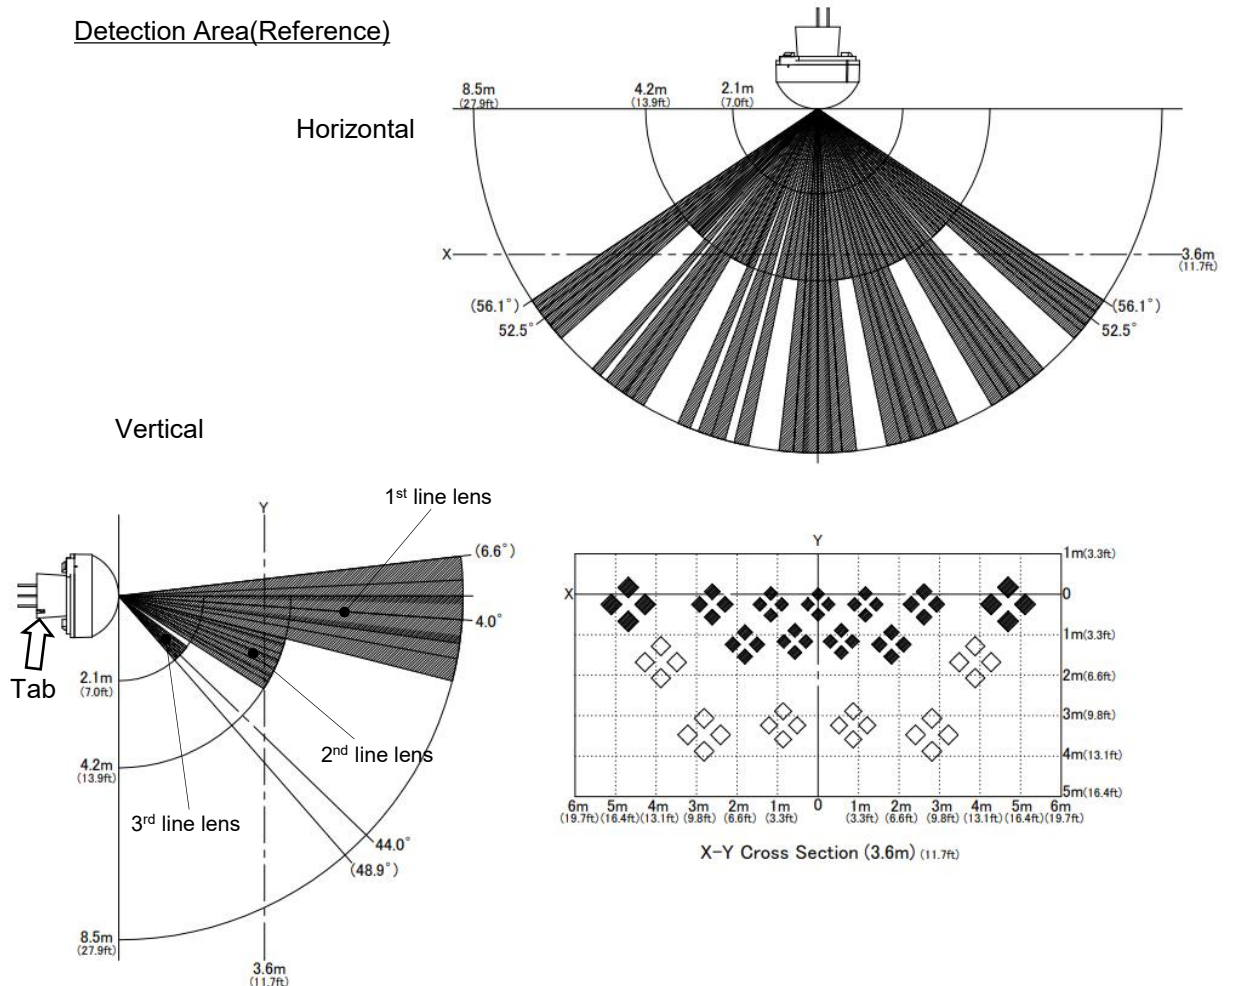 Detection Area(Reference)
8.5m
(27.9ft)
4.2m
(13.9ft)
2.1m
(7.0ft)
Horizontal
X
3.6m
(11.7ft)
(56.1°)
52.5°
(56.1°)
52.5°
Vertical
1st line lens
Y
(6.6°)
4.0°
Tab
2.1m
(7.0ft)
2nd line lens
4.2m
(13.9ft)
3rd line lens
44.0°
(48.9°)
8.5m
(27.9ft)
3.6m
(11.7ft)
Y
1m(3.3ft)
X
0
1m(3.3ft)
2m(6.6ft)
3m(9.8ft)
4m(13.1ft)
5m(16.4ft)
6m 5m 4m 3m 2m 1m 0 1m 2m 3m 4m 5m 6m
(19.7ft) (16.4ft) (13.1ft) (9.8ft) (6.6ft) (3.3ft) (3.3ft) (6.6ft) (9.8ft) (13.1ft) (16.4ft) (19.7ft)
X-Y Cross Section (3.6m) (11.7ft)